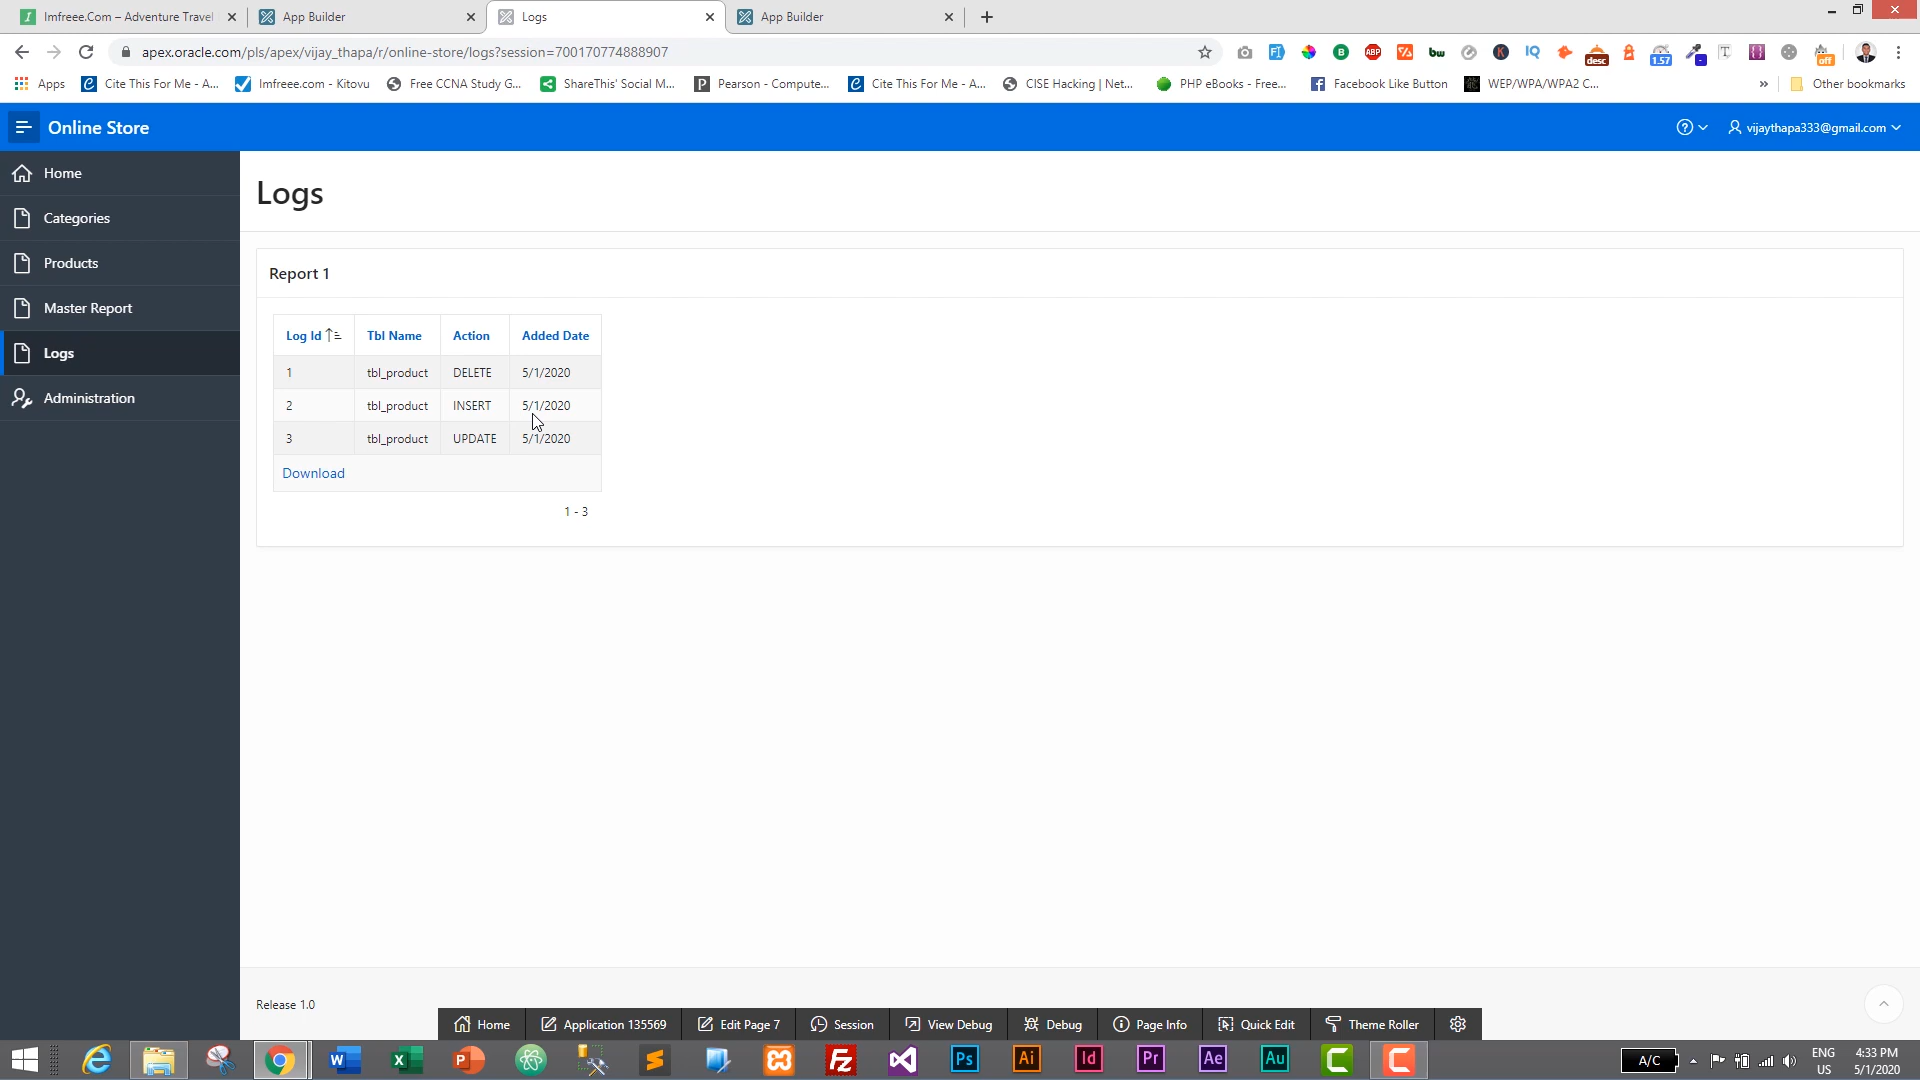 Imfreee.Com – Adventure Travel
App Builder
Logs
App Builder
apex.oracle.com/pls/apex/vijay_thapa/r/online-store/logs?session=700170774888907
Apps
Cite This For Me - A...
Imfreee.com - Kitovu
Free CCNA Study G...
ShareThis' Social M...
Pearson - Compute...
Cite This For Me - A...
CISE Hacking | Net...
PHP eBooks - Free...
Facebook Like Button
WEP/WPA/WPA2 C...
Other bookmarks
Online Store
vijaythapa333@gmail.com
Home
Categories
Products
Master Report
Logs
Administration
Logs
Report 1
Log Id Tbl Name Action Added Date
1 tbl_product DELETE 5/1/2020
2 tbl_product INSERT 5/1/2020
3 tbl_product UPDATE 5/1/2020
Download
1 - 3
Release 1.0
Home Application 135569 Edit Page 7 Session View Debug Debug Page Info Quick Edit Theme Roller
A/C
ENG
US
4:33 PM
5/1/2020